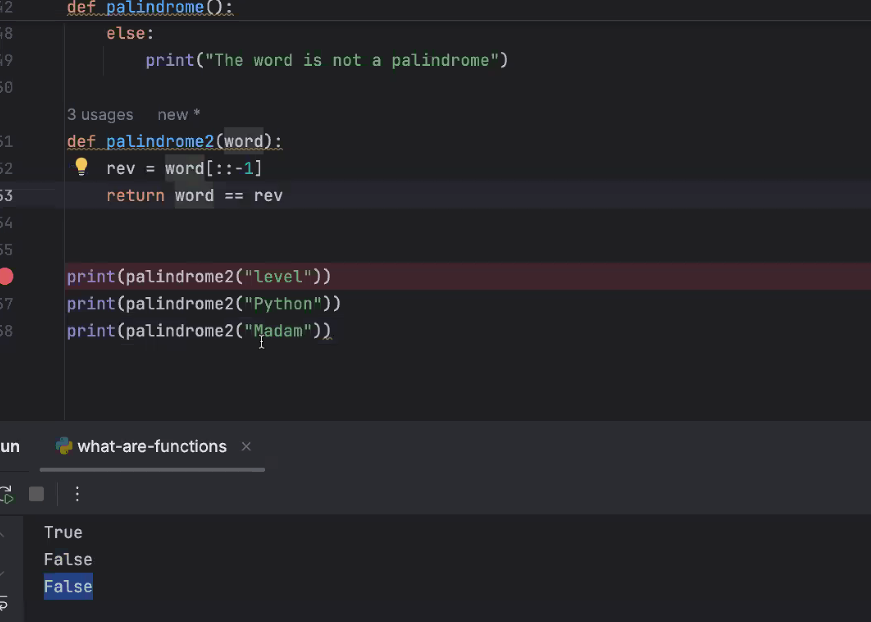 42 def palindrome():
48 else:
49 print("The word is not a palindrome")
50
3 usages new *
51 def palindrome2(word):
52 rev = word[::-1]
53 return word == rev
54
55
print(palindrome2("level"))
57 print(palindrome2("Python"))
58 print(palindrome2("Madam"))
un what-are-functions ×
True
False
False